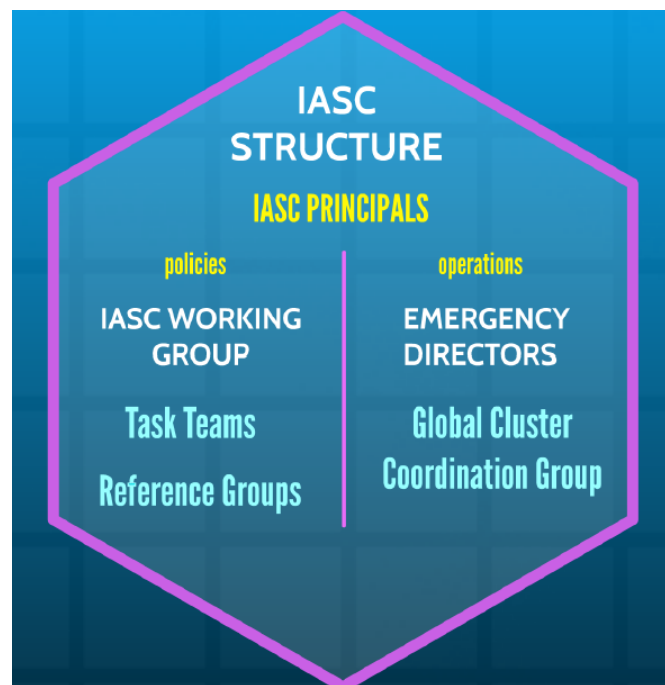 IASC
STRUCTURE
IASC PRINCIPALS
policies
IASC WORKING
GROUP
Task Teams
Reference Groups
operations
EMERGENCY
DIRECTORS
Global Cluster
Coordination Group